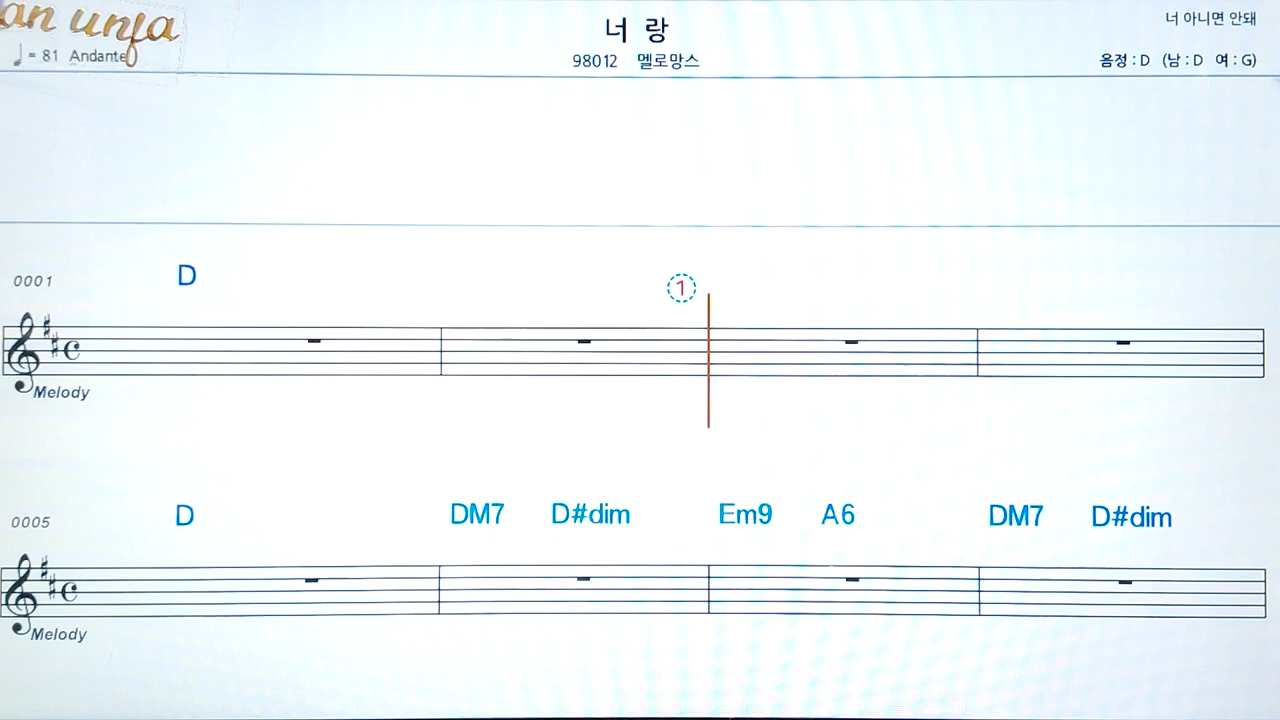 an unfa
너 랑
너 아니면 안돼
♩ = 81 Andante
98012 멜로망스
음정 : D (남 : D 여 : G)
0001 D ①
Melody
0005 D DM7 D#dim Em9 A6 DM7 D#dim
Melody